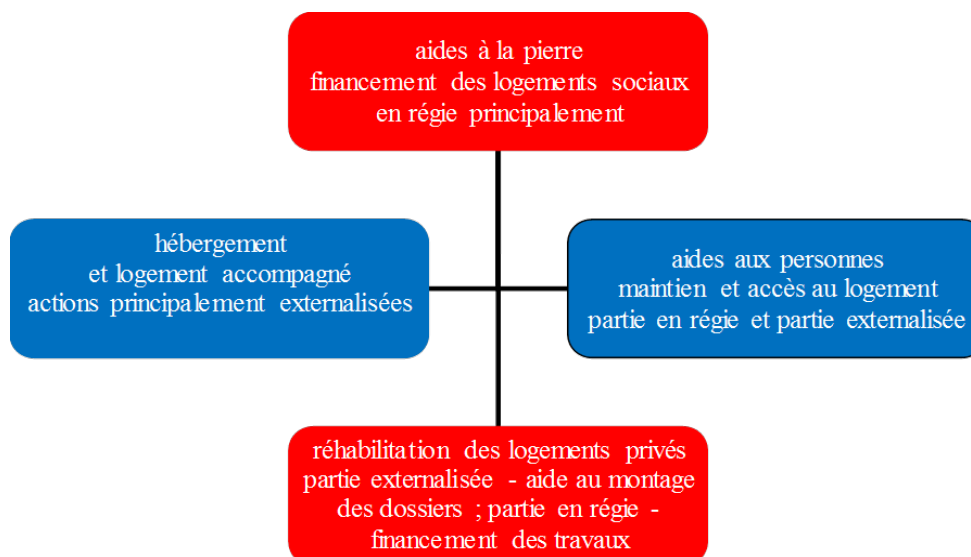 aides à la pierre
financement des logements sociaux
en régie principalement
hébergement
et logement accompagné
actions principalement externalisées
aides aux personnes
maintien et accès au logement
partie en régie et partie externalisée
réhabilitation des logements privés
partie externalisée - aide au montage
des dossiers ; partie en régie -
financement des travaux